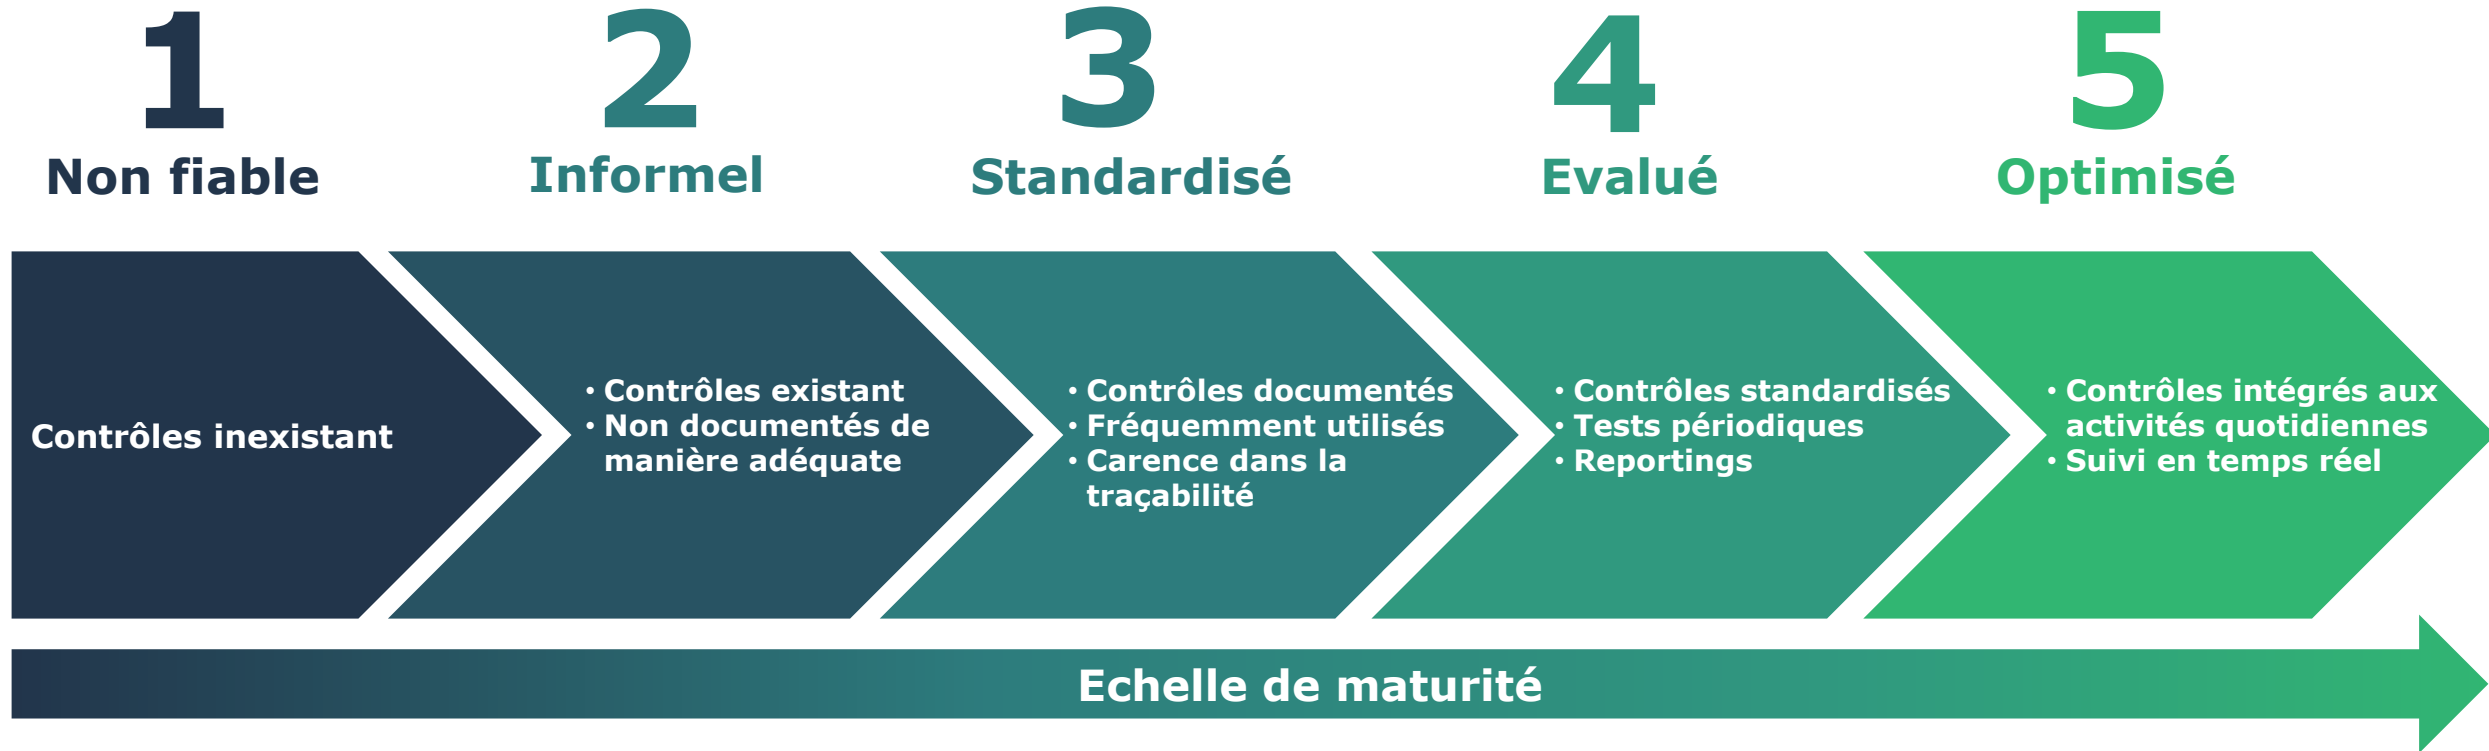 1
Non fiable
2
Informel
3
Standardisé
4
Evalué
5
Optimisé
Contrôles inexistant
• Contrôles existant
• Non documentés de
manière adéquate
• Contrôles documentés
• Fréquemment utilisés
• Carence dans la
traçabilité
• Contrôles standardisés
• Tests périodiques
• Reportings
• Contrôles intégrés aux
activités quotidiennes
• Suivi en temps réel
Echelle de maturité